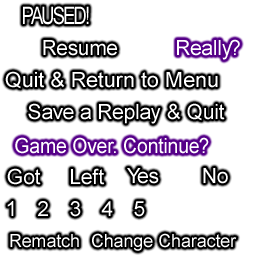 PAUSED!
Resume Really?
Quit & Return to Menu
Save a Replay & Quit
Game Over. Continue?
Got Left Yes No
1 2 3 4 5
Rematch Change Character